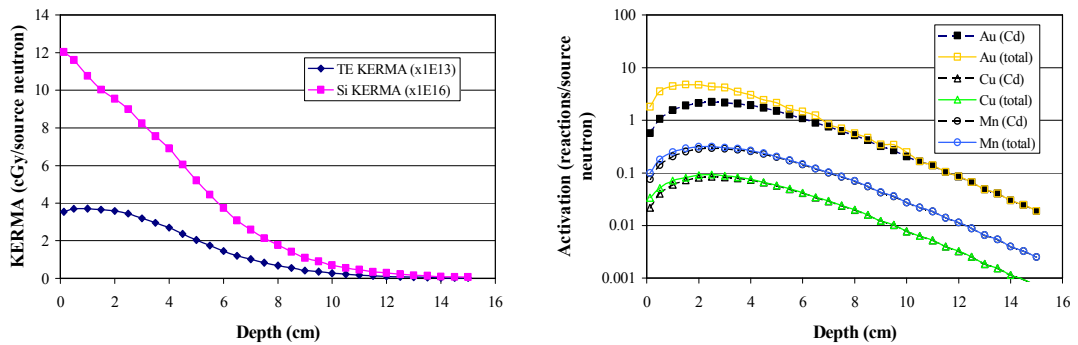 KERMA (cGy/source neutron)
14
12
10
8
6
4
2
0
0 2 4 6 8 10 12 14 16
Depth (cm)
TE KERMA (x1E13)
Si KERMA (x1E16)
Activation (reactions/source
neutron)
100
10
1
0.1
0.01
0.001
0 2 4 6 8 10 12 14 16
Depth (cm)
Au (Cd)
Au (total)
Cu (Cd)
Cu (total)
Mn (Cd)
Mn (total)